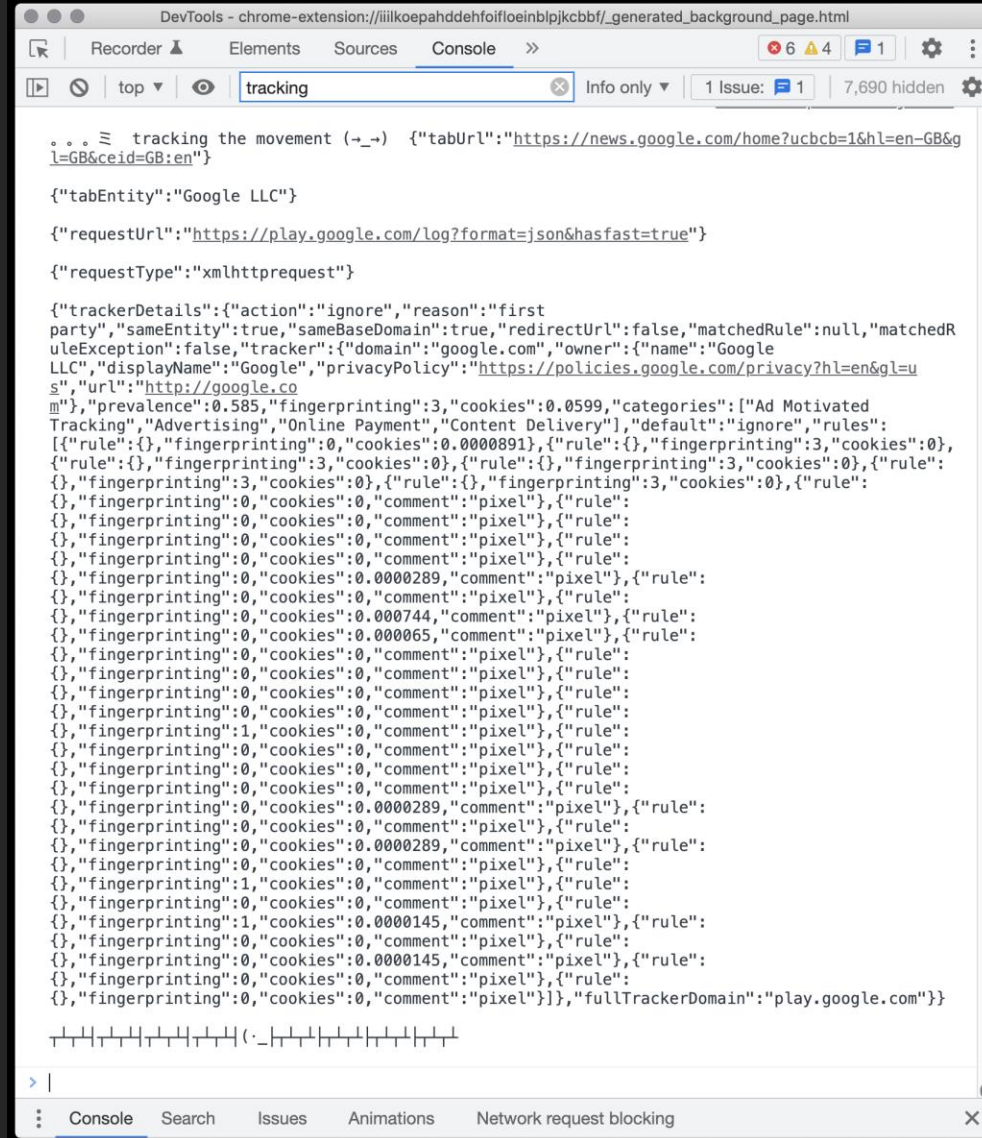 DevTools - chrome-extension://iiilkoepahddehfoifloeinblpjkcbbf/_generated_background_page.html
Recorder Elements Sources Console » 6 4 1
top ▼ tracking Info only ▼ 1 Issue: 1 7,690 hidden
。。。ミ tracking the movement (→_→) {"tabUrl":"https://news.google.com/home?ucbcb=1&hl=en-GB&g
l=GB&ceid=GB:en"}
{"tabEntity":"Google LLC"}
{"requestUrl":"https://play.google.com/log?format=json&hasfast=true"}
{"requestType":"xmlhttprequest"}
{"trackerDetails":{"action":"ignore","reason":"first
party","sameEntity":true,"sameBaseDomain":true,"redirectUrl":false,"matchedRule":null,"matchedR
uleException":false,"tracker":{"domain":"google.com","owner":{"name":"Google
LLC","displayName":"Google","privacyPolicy":"https://policies.google.com/privacy?hl=en&gl=u
s","url":"http://google.co
m"},"prevalence":0.585,"fingerprinting":3,"cookies":0.0599,"categories":["Ad Motivated
Tracking","Advertising","Online Payment","Content Delivery"],"default":"ignore","rules":
[{"rule":{},"fingerprinting":0,"cookies":0.0000891},{"rule":{},"fingerprinting":3,"cookies":0},
{"rule":{},"fingerprinting":3,"cookies":0},{"rule":{},"fingerprinting":3,"cookies":0},{"rule":
{},"fingerprinting":3,"cookies":0},{"rule":{},"fingerprinting":3,"cookies":0},{"rule":
{},"fingerprinting":0,"cookies":0,"comment":"pixel"},{"rule":
{},"fingerprinting":0,"cookies":0,"comment":"pixel"},{"rule":
{},"fingerprinting":0,"cookies":0,"comment":"pixel"},{"rule":
{},"fingerprinting":0,"cookies":0,"comment":"pixel"},{"rule":
{},"fingerprinting":0,"cookies":0.0000289,"comment":"pixel"},{"rule":
{},"fingerprinting":0,"cookies":0,"comment":"pixel"},{"rule":
{},"fingerprinting":0,"cookies":0.000744,"comment":"pixel"},{"rule":
{},"fingerprinting":0,"cookies":0.000065,"comment":"pixel"},{"rule":
{},"fingerprinting":0,"cookies":0,"comment":"pixel"},{"rule":
{},"fingerprinting":0,"cookies":0,"comment":"pixel"},{"rule":
{},"fingerprinting":0,"cookies":0,"comment":"pixel"},{"rule":
{},"fingerprinting":0,"cookies":0,"comment":"pixel"},{"rule":
{},"fingerprinting":1,"cookies":0,"comment":"pixel"},{"rule":
{},"fingerprinting":0,"cookies":0,"comment":"pixel"},{"rule":
{},"fingerprinting":0,"cookies":0,"comment":"pixel"},{"rule":
{},"fingerprinting":0,"cookies":0,"comment":"pixel"},{"rule":
{},"fingerprinting":0,"cookies":0.0000289,"comment":"pixel"},{"rule":
{},"fingerprinting":0,"cookies":0,"comment":"pixel"},{"rule":
{},"fingerprinting":0,"cookies":0.0000289,"comment":"pixel"},{"rule":
{},"fingerprinting":0,"cookies":0,"comment":"pixel"},{"rule":
{},"fingerprinting":1,"cookies":0,"comment":"pixel"},{"rule":
{},"fingerprinting":0,"cookies":0,"comment":"pixel"},{"rule":
{},"fingerprinting":1,"cookies":0.0000145,"comment":"pixel"},{"rule":
{},"fingerprinting":0,"cookies":0,"comment":"pixel"},{"rule":
{},"fingerprinting":0,"cookies":0.0000145,"comment":"pixel"},{"rule":
{},"fingerprinting":0,"cookies":0,"comment":"pixel"},{"rule":
{},"fingerprinting":0,"cookies":0,"comment":"pixel"}]},"fullTrackerDomain":"play.google.com"}}
┬┴┬┴┤┬┴┬┴┤┬┴┬┴┤┬┴┬┴┤(･_├┬┴┬┴├┬┴┬┴├┬┴┬┴├┬┴┬┴
>
Console Search Issues Animations Network request blocking